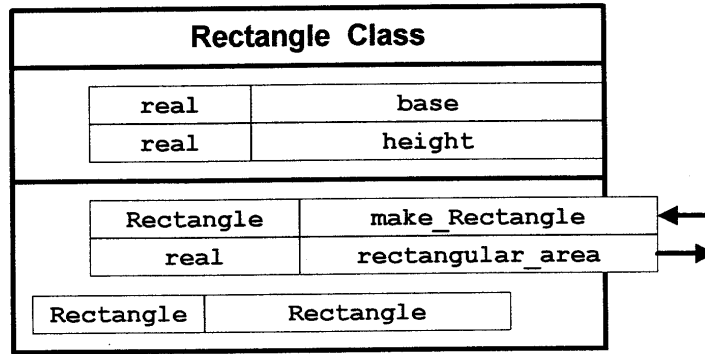 Rectangle Class
real base
real height
Rectangle make_Rectangle
real rectangular_area
Rectangle Rectangle